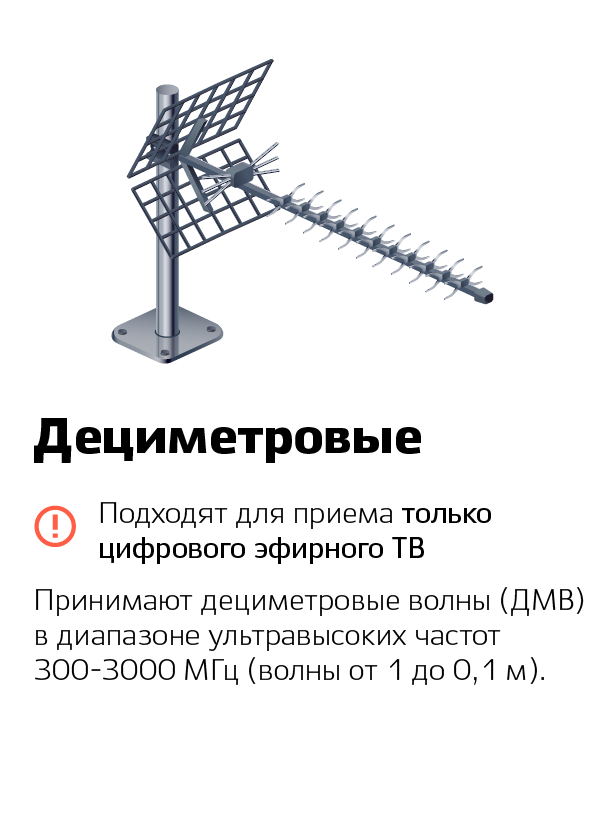 Дециметровые
Подходят для приема только
цифрового эфирного ТВ
Принимают дециметровые волны (ДМВ)
в диапазоне ультравысоких частот
300-3000 МГц (волны от 1 до 0,1 м).